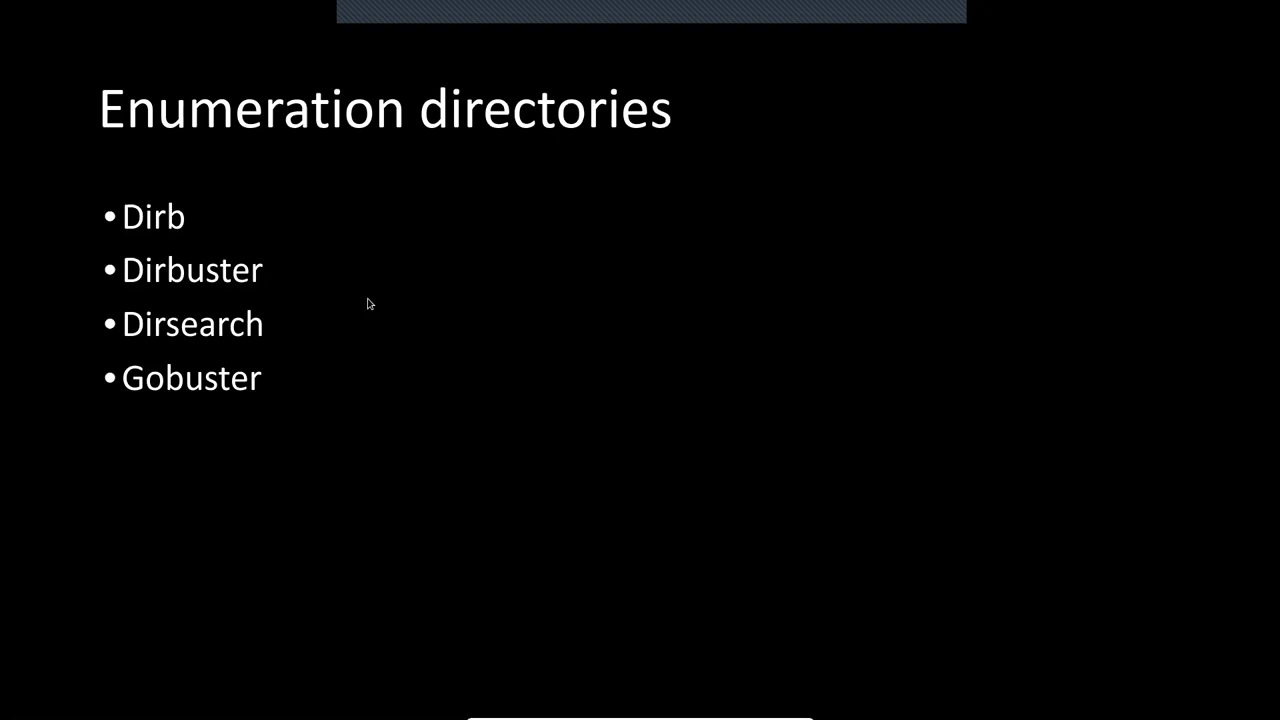 Enumeration directories
• Dirb
• Dirbuster
• Dirsearch
• Gobuster